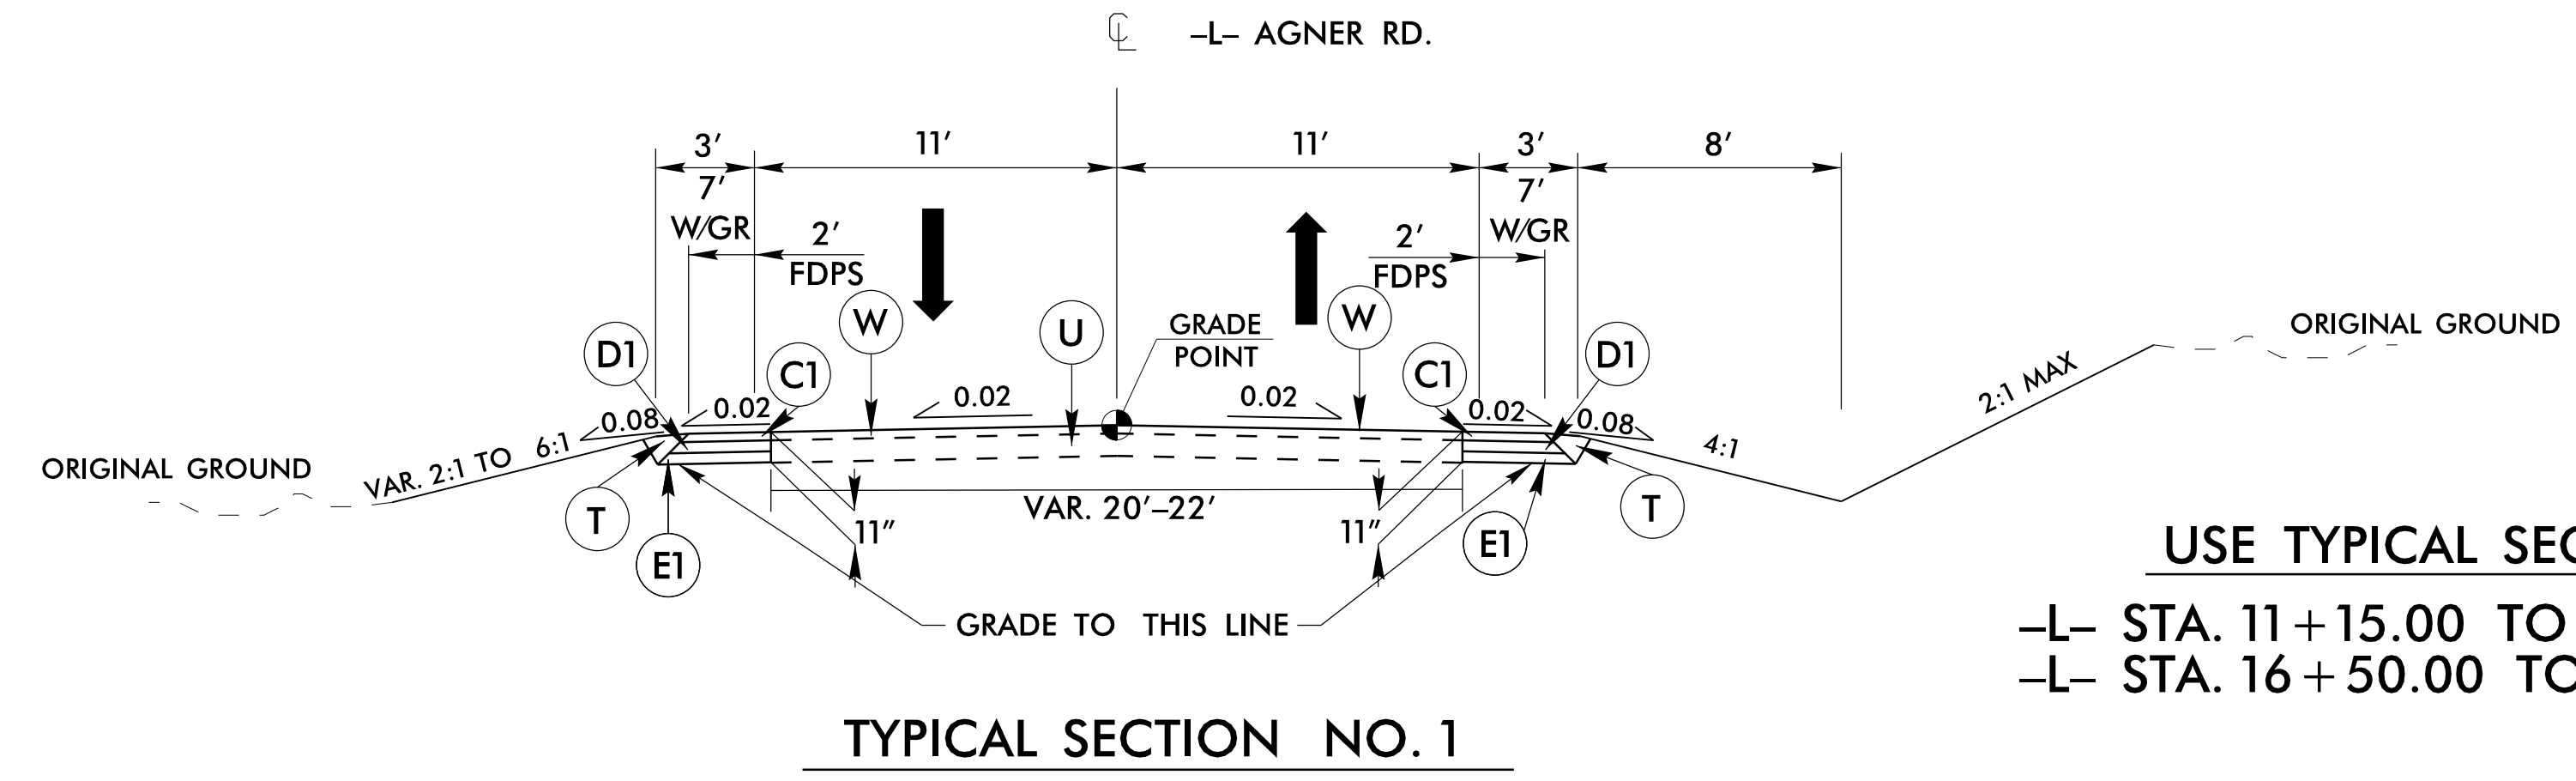 ℄ –L– AGNER RD.
3' 11' 11' 3' 8'
7' 7'
W/GR W/GR
2' 2'
FDPS FDPS
W U W
GRADE
POINT
ORIGINAL GROUND
D1 C1 C1 D1
2:1 MAX
0.08 0.02 0.02 0.02 0.02 0.08
4:1
ORIGINAL GROUND
VAR. 2:1 TO 6:1
T VAR. 20'–22' T
11" 11"
E1 E1
GRADE TO THIS LINE
USE TYPICAL
–L– STA. 11+15.00 TO
–L– STA. 16+50.00 TO
TYPICAL SECTION NO. 1